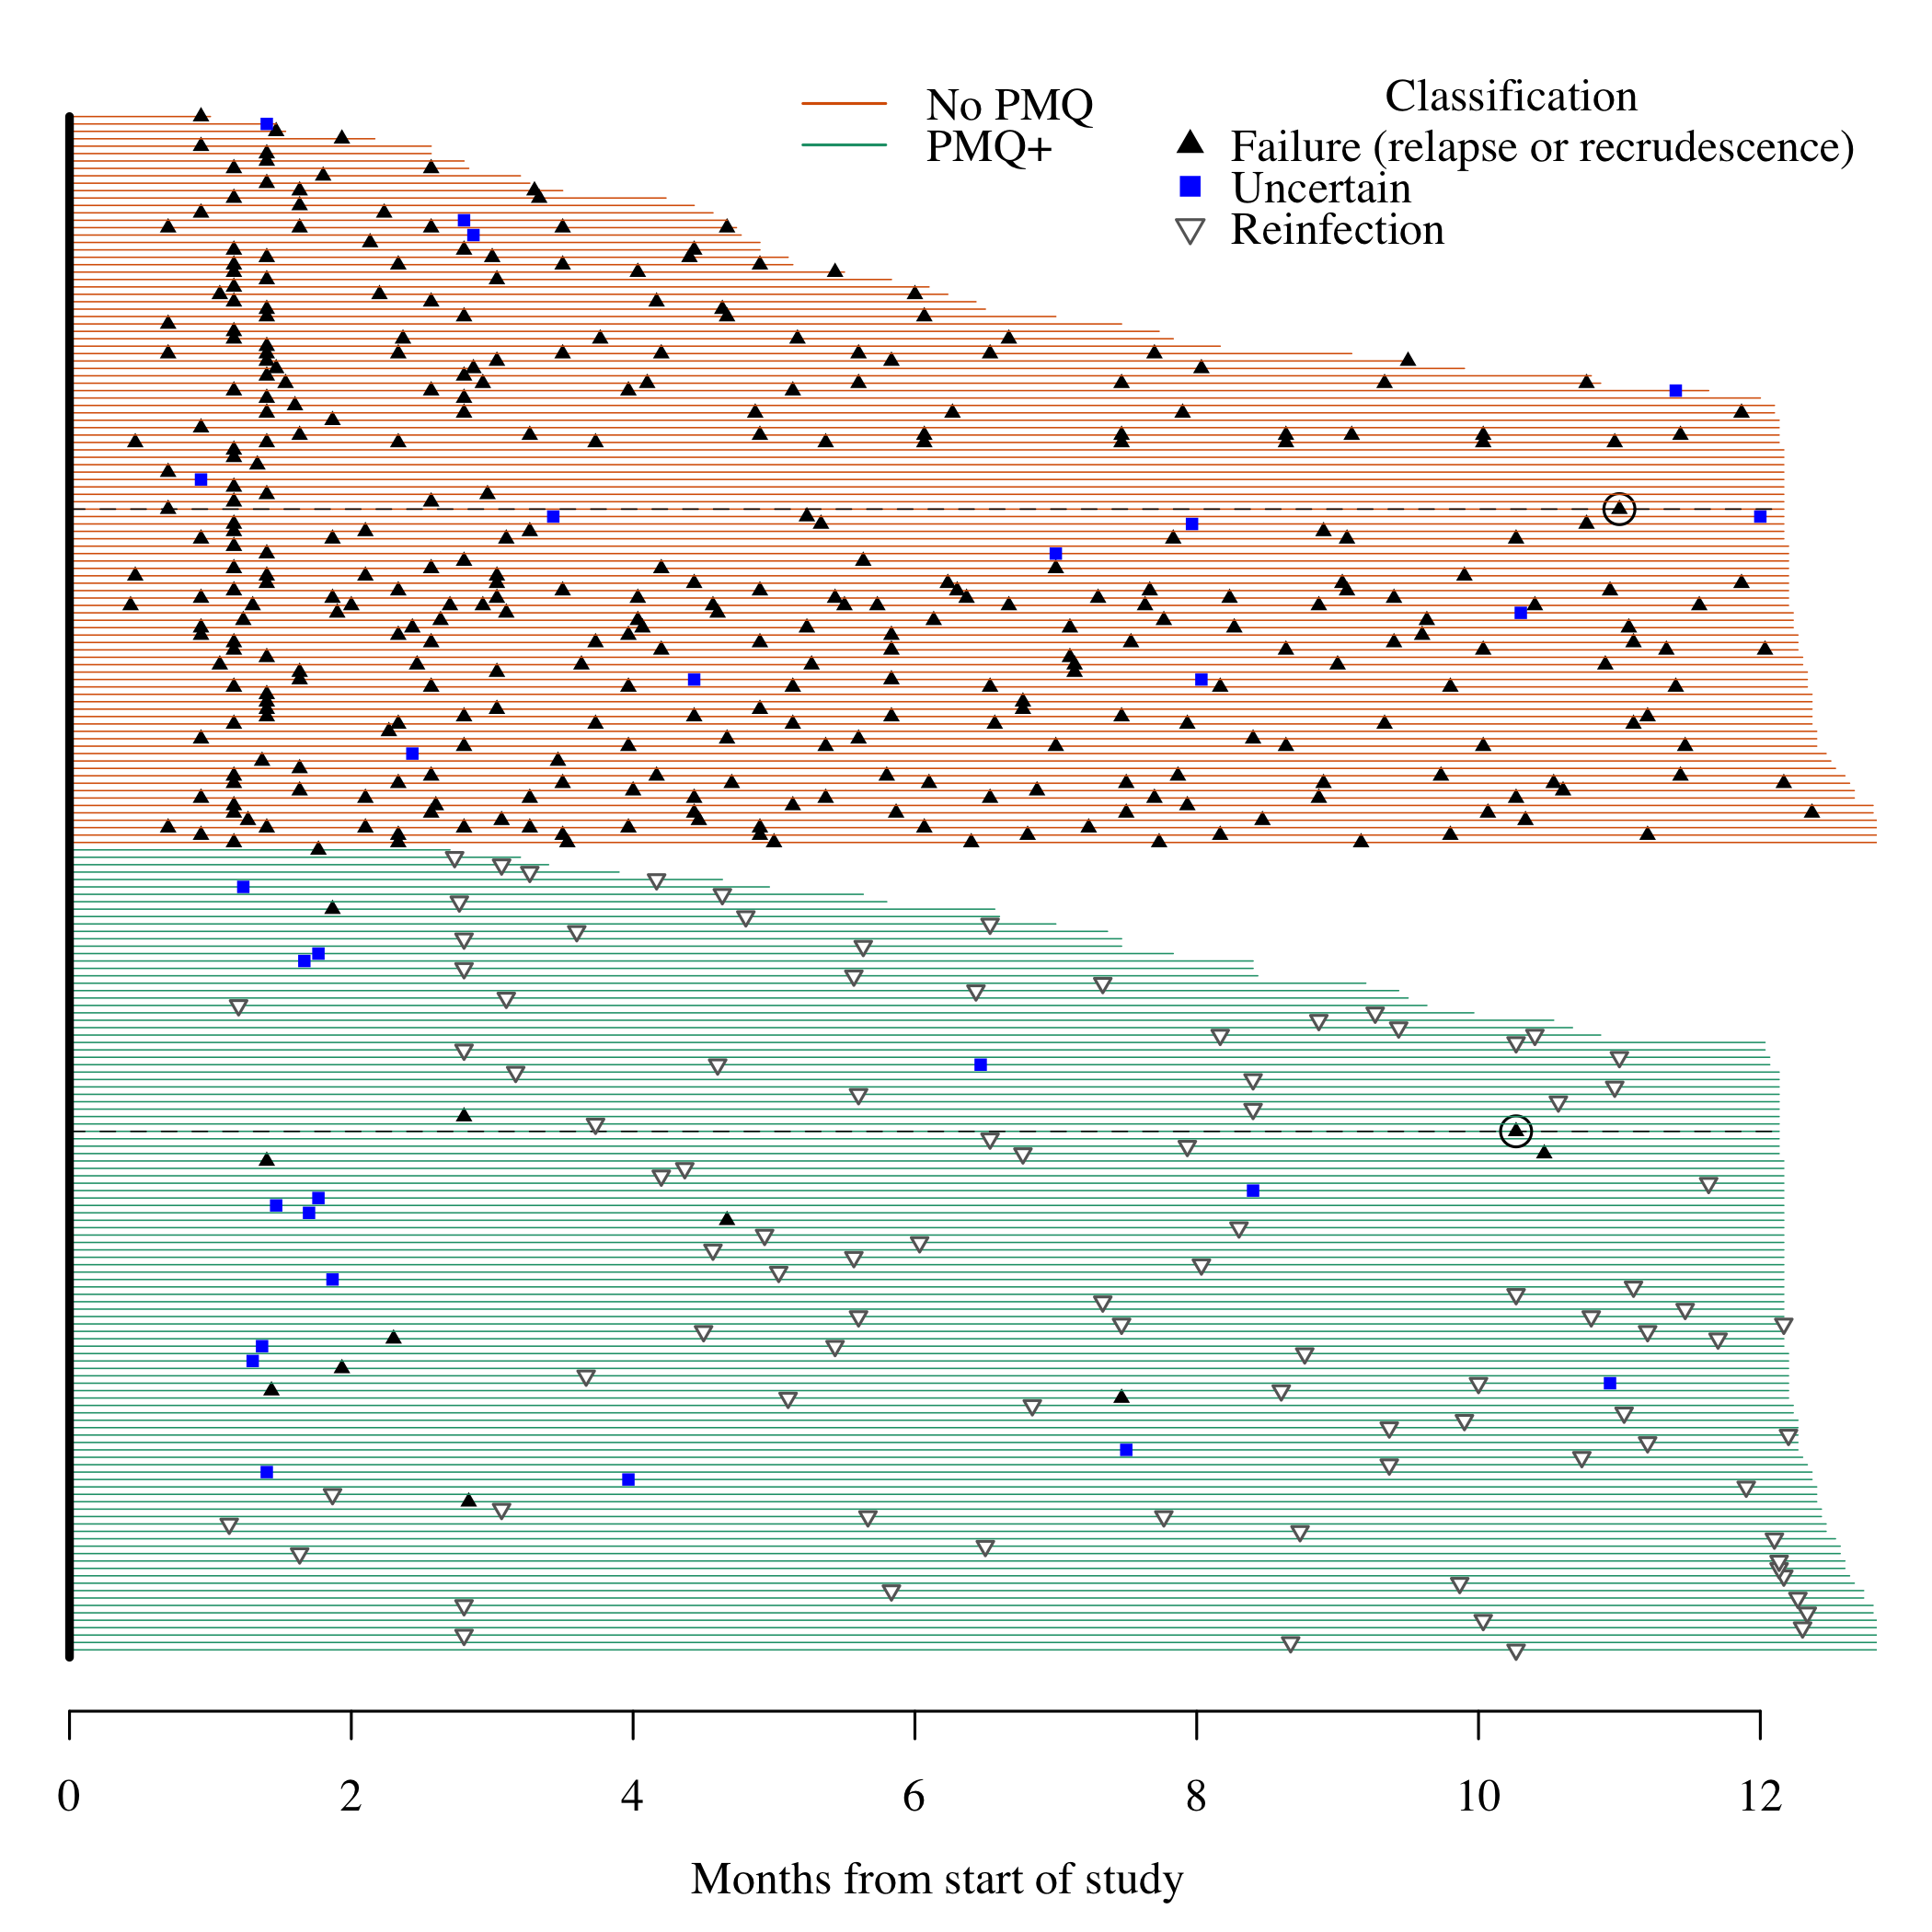 No PMQ
PMQ+
Classification
Failure (relapse or recrudescence)
Uncertain
Reinfection
0 2 4 6 8 10 12
Months from start of study